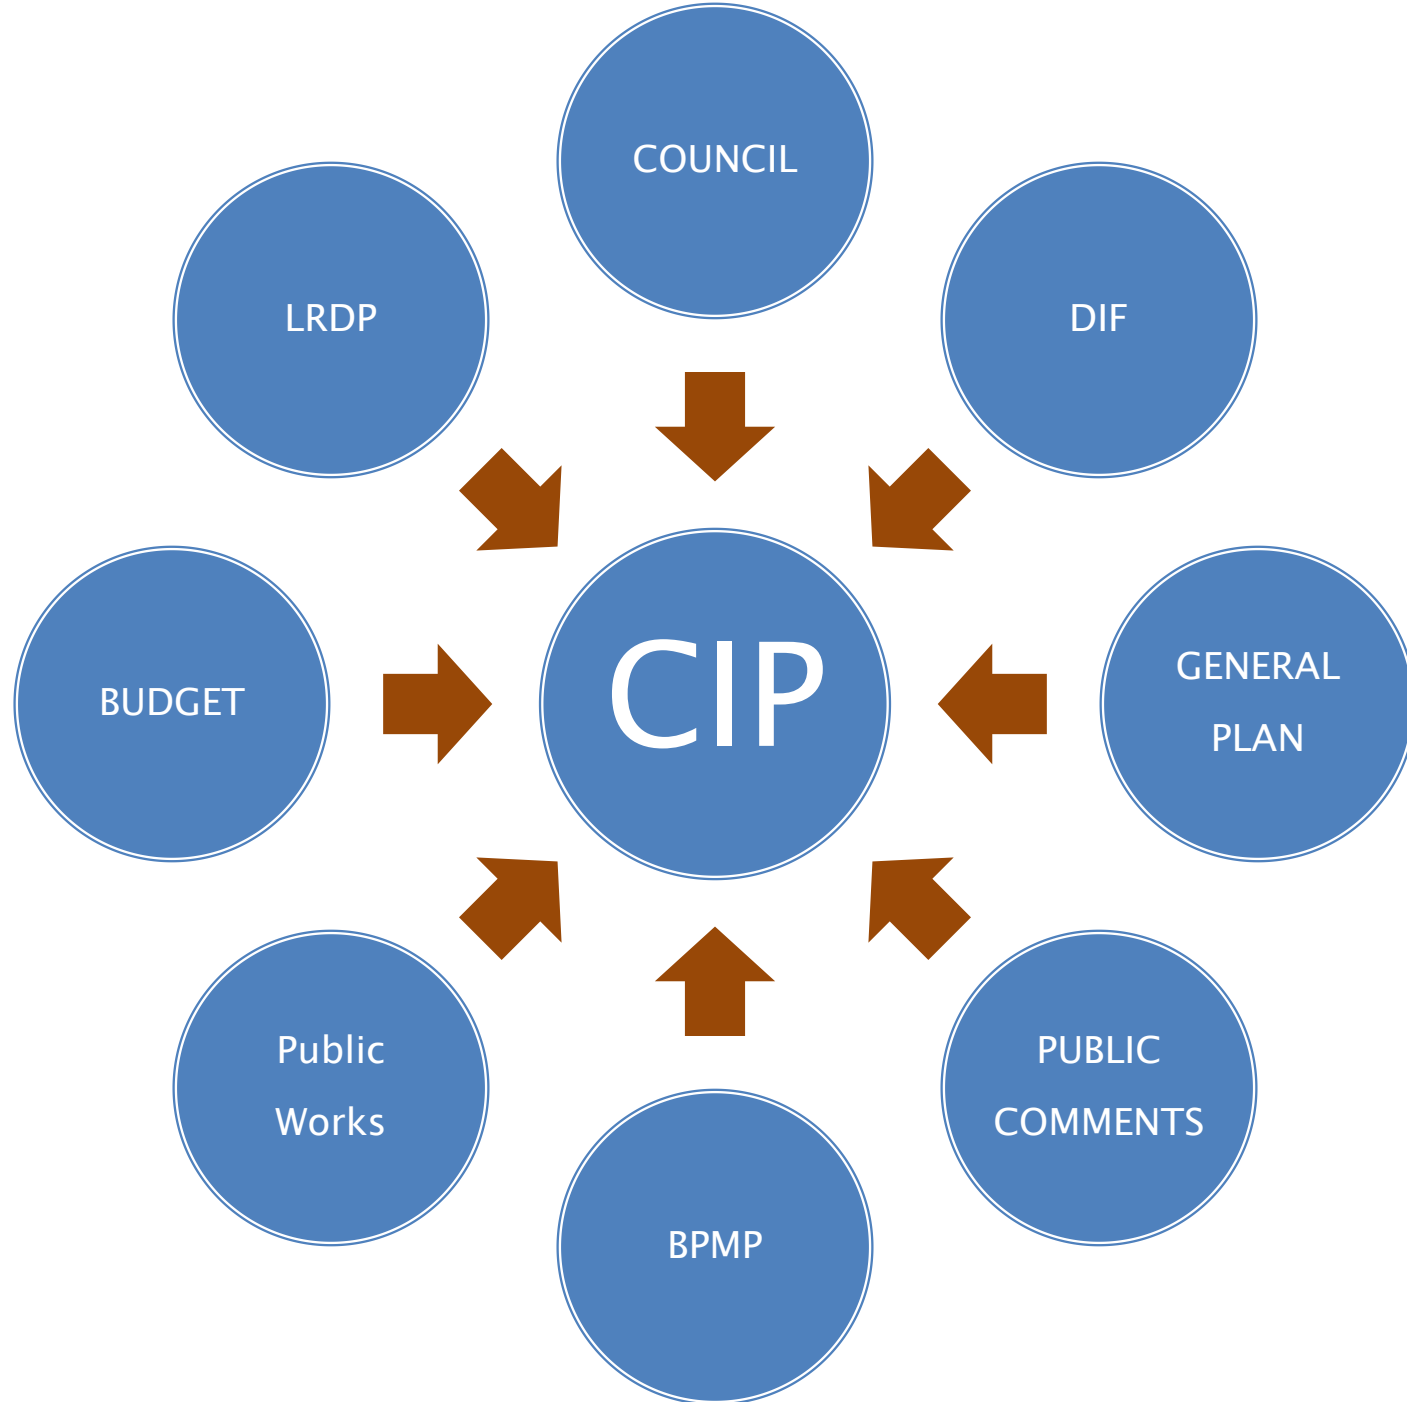 COUNCIL
LRDP
DIF
CIP
BUDGET
GENERAL
PLAN
Public
Works
PUBLIC
COMMENTS
BPMP